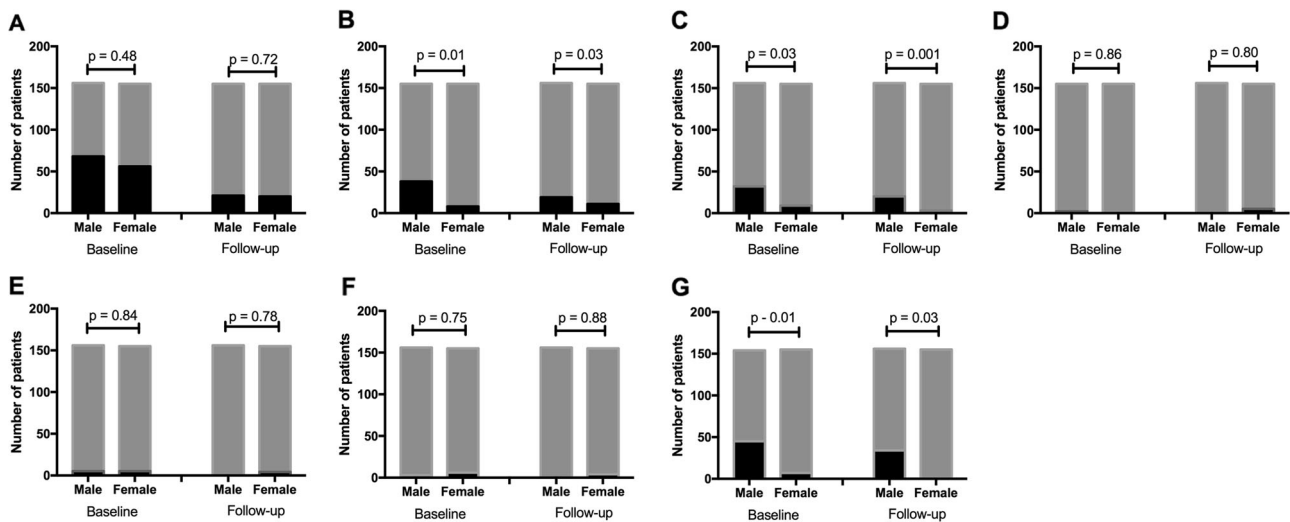 A
Number of patients
200
150
100
50
0
p = 0.48
p = 0.72
Male Female Male Female
Baseline Follow-up
B
Number of patients
200
150
100
50
0
p = 0.01
p = 0.03
Male Female Male Female
Baseline Follow-up
C
Number of patients
200
150
100
50
0
p = 0.03
p = 0.001
Male Female Male Female
Baseline Follow-up
D
Number of patients
200
150
100
50
0
p = 0.86
p = 0.80
Male Female Male Female
Baseline Follow-up
E
Number of patients
200
150
100
50
0
p = 0.84
p = 0.78
Male Female Male Female
Baseline Follow-up
F
Number of patients
200
150
100
50
0
p = 0.75
p = 0.88
Male Female Male Female
Baseline Follow-up
G
Number of patients
200
150
100
50
0
p - 0.01
p = 0.03
Male Female Male Female
Baseline Follow-up